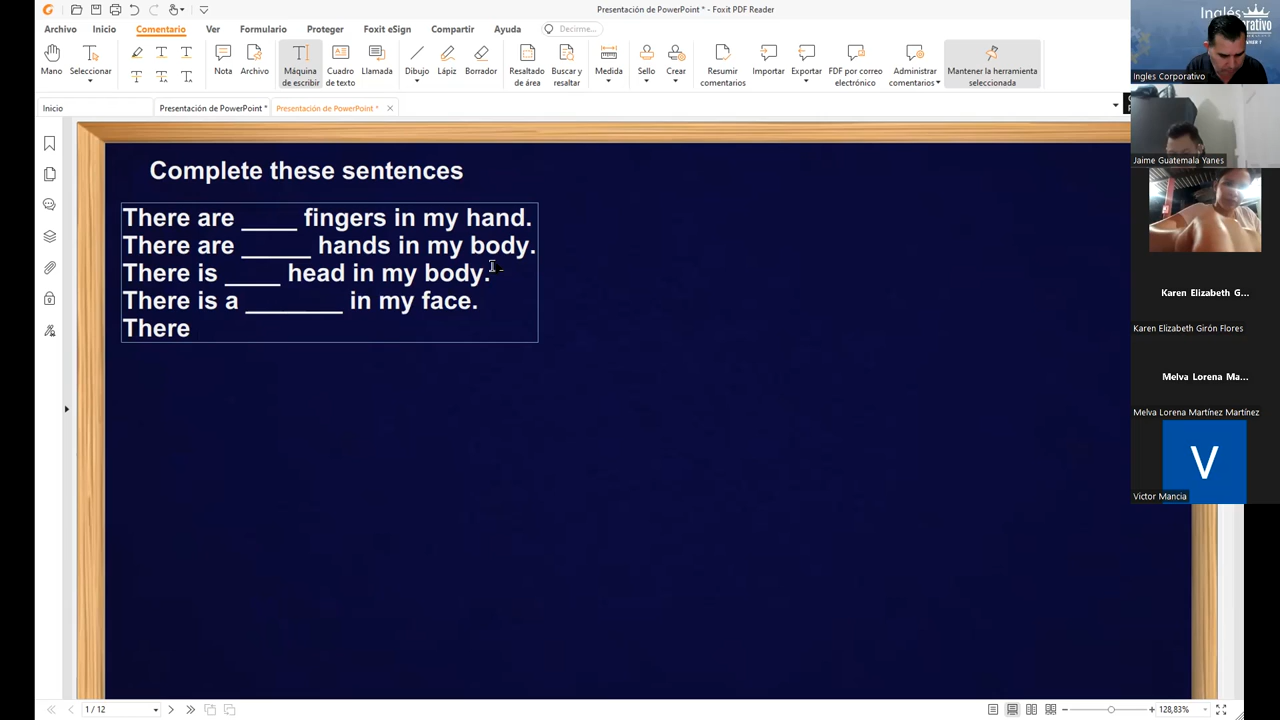 Presentación de PowerPoint * - Foxit PDF Reader
Archivo
Inicio
Comentario
Ver
Formulario
Proteger
Foxit eSign
Compartir
Ayuda
Decirme...
Mano
Seleccionar
Nota
Archivo
Máquina de escribir
Cuadro de texto
Llamada
Dibujo
Lápiz
Borrador
Resaltado de área
Buscar y resaltar
Medida
Sello
Crear
Resumir comentarios
Importar
Exportar
FDF por correo electrónico
Administrar comentarios
Mantener la herramienta seleccionada
Inicio
Presentación de PowerPoint *
Presentación de PowerPoint *
Complete these sentences
There are ____ fingers in my hand.
There are _____ hands in my body.
There is ____ head in my body.
There is a _______ in my face.
There
Inglés
Ingles Corporativo
Jaime Guatemala Yanes
Karen Elizabeth G...
Karen Elizabeth Girón Flores
Melva Lorena Ma...
Melva Lorena Martínez Martínez
V
Victor Mancia
1 / 12
128,83%